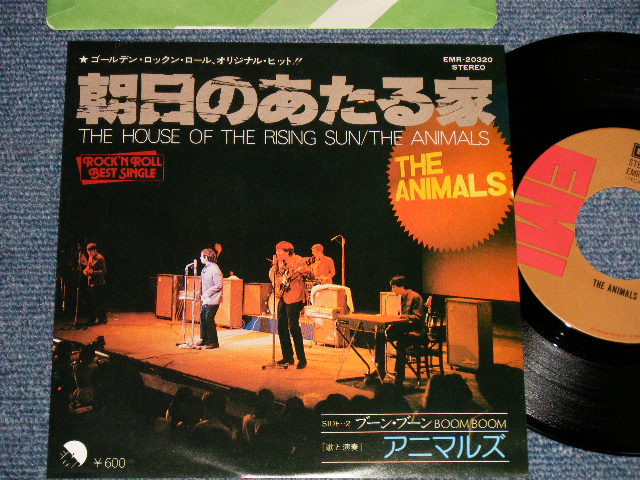 ★ゴールデン・ロックン・ロール、オリジナル・ヒット!!
EMR-20320
STEREO
朝日のあたる家
THE HOUSE OF THE RISING SUN/THE ANIMALS
ROCK'N ROLL
BEST SINGLE
THE
ANIMALS
EMI
THE ANIMALS
SIDE・2 ブーン・ブーン BOOM BOOM
[歌と演奏] アニマルズ
¥600